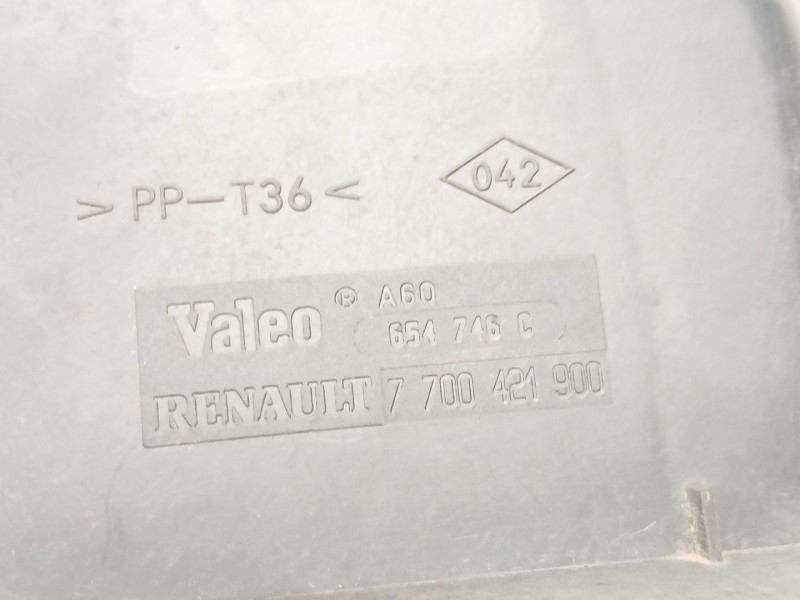 >PP-T36<
042
Valeo ® A60
654 746 C
RENAULT 7 700 421 900